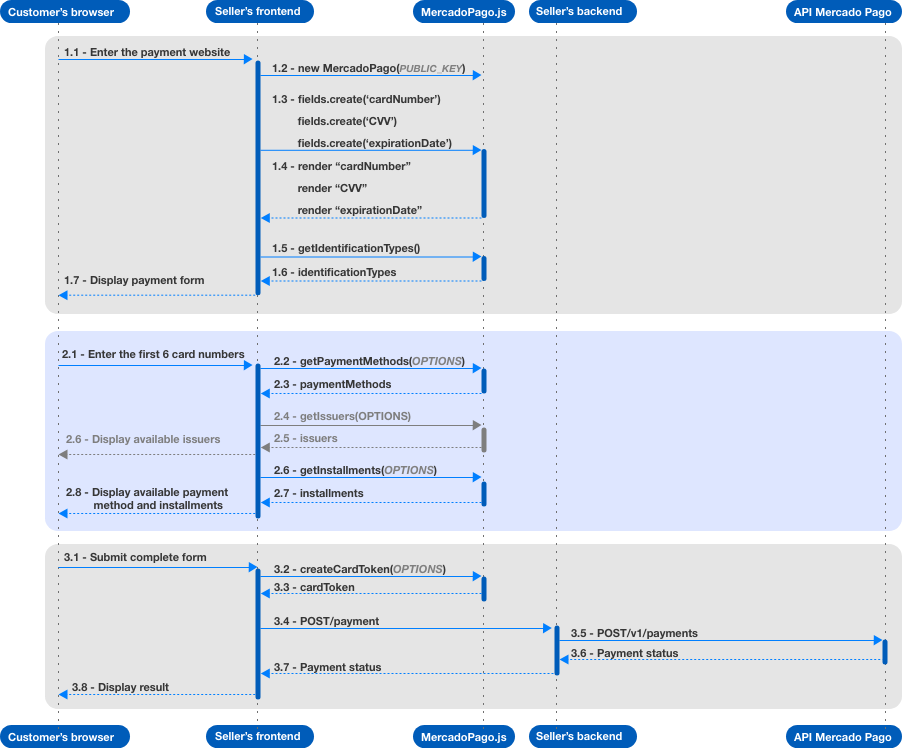 Customer's browser
Seller's frontend
MercadoPago.js
Seller's backend
API Mercado Pago
1.1 - Enter the payment website
1.2 - new MercadoPago(PUBLIC_KEY)
1.3 - fields.create('cardNumber')
fields.create('CVV')
fields.create('expirationDate')
1.4 - render “cardNumber”
render “CVV”
render “expirationDate”
1.5 - getIdentificationTypes()
1.6 - identificationTypes
1.7 - Display payment form
2.1 - Enter the first 6 card numbers
2.2 - getPaymentMethods(OPTIONS)
2.3 - paymentMethods
2.4 - getIssuers(OPTIONS)
2.5 - issuers
2.6 - Display available issuers
2.6 - getInstallments(OPTIONS)
2.7 - installments
2.8 - Display available payment
method and installments
3.1 - Submit complete form
3.2 - createCardToken(OPTIONS)
3.3 - cardToken
3.4 - POST/payment
3.5 - POST/v1/payments
3.6 - Payment status
3.7 - Payment status
3.8 - Display result
Customer's browser
Seller's frontend
MercadoPago.js
Seller's backend
API Mercado Pago